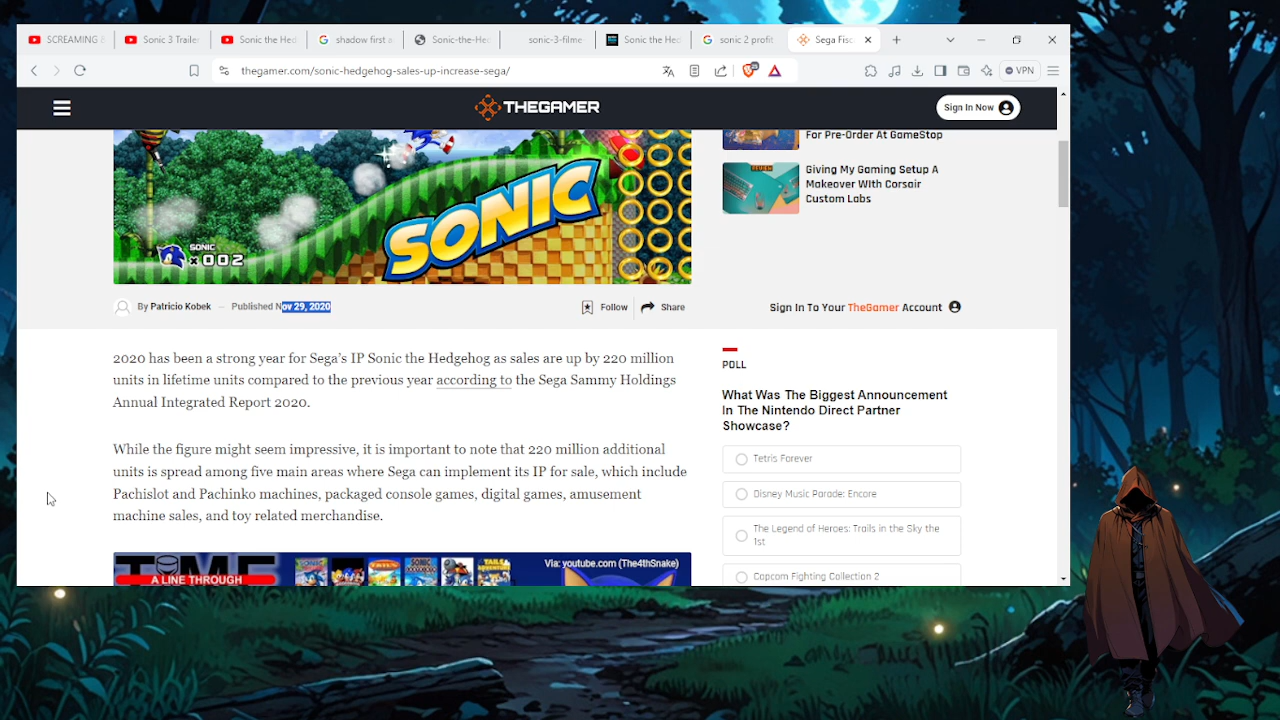 SCREAMING &
Sonic 3 Trailer
Sonic the Hed
shadow first a
Sonic-the-Hec
sonic-3-filme
Sonic the Hed
sonic 2 profit
Sega Fisc
thegamer.com/sonic-hedgehog-sales-up-increase-sega/
VPN
THEGAMER
Sign In Now
For Pre-Order At GameStop
Giving My Gaming Setup A
Makeover With Corsair
Custom Labs
SONIC
SONIC
x 002
By Patricio Kobek — Published Nov 29, 2020
Follow
Share
Sign In To Your TheGamer Account
2020 has been a strong year for Sega's IP Sonic the Hedgehog as sales are up by 220 million
units in lifetime units compared to the previous year according to the Sega Sammy Holdings
Annual Integrated Report 2020.
While the figure might seem impressive, it is important to note that 220 million additional
units is spread among five main areas where Sega can implement its IP for sale, which include
Pachislot and Pachinko machines, packaged console games, digital games, amusement
machine sales, and toy related merchandise.
A LINE THROUGH
TIME
Via: youtube.com (The4thSnake)
POLL
What Was The Biggest Announcement
In The Nintendo Direct Partner
Showcase?
Tetris Forever
Disney Music Parade: Encore
The Legend of Heroes: Trails in the Sky the
1st
Capcom Fighting Collection 2